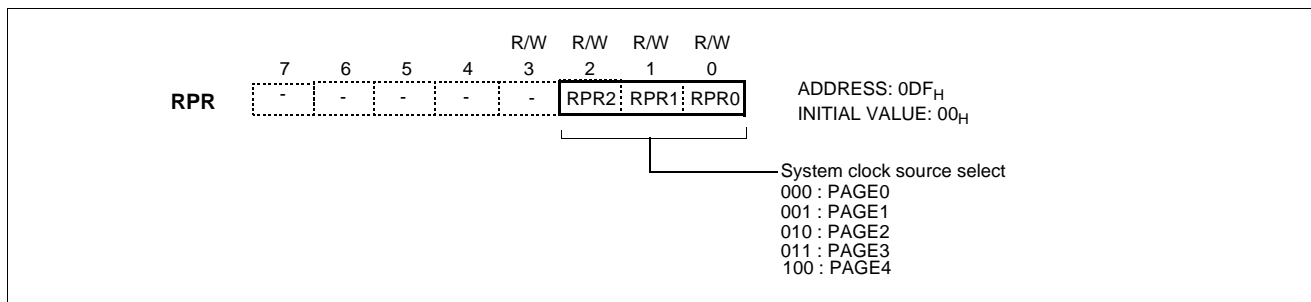 R/W R/W R/W R/W
7 6 5 4 3 2 1 0
RPR - - - - - RPR2 RPR1 RPR0
ADDRESS: 0DFH
INITIAL VALUE: 00H
System clock source select
000 : PAGE0
001 : PAGE1
010 : PAGE2
011 : PAGE3
100 : PAGE4